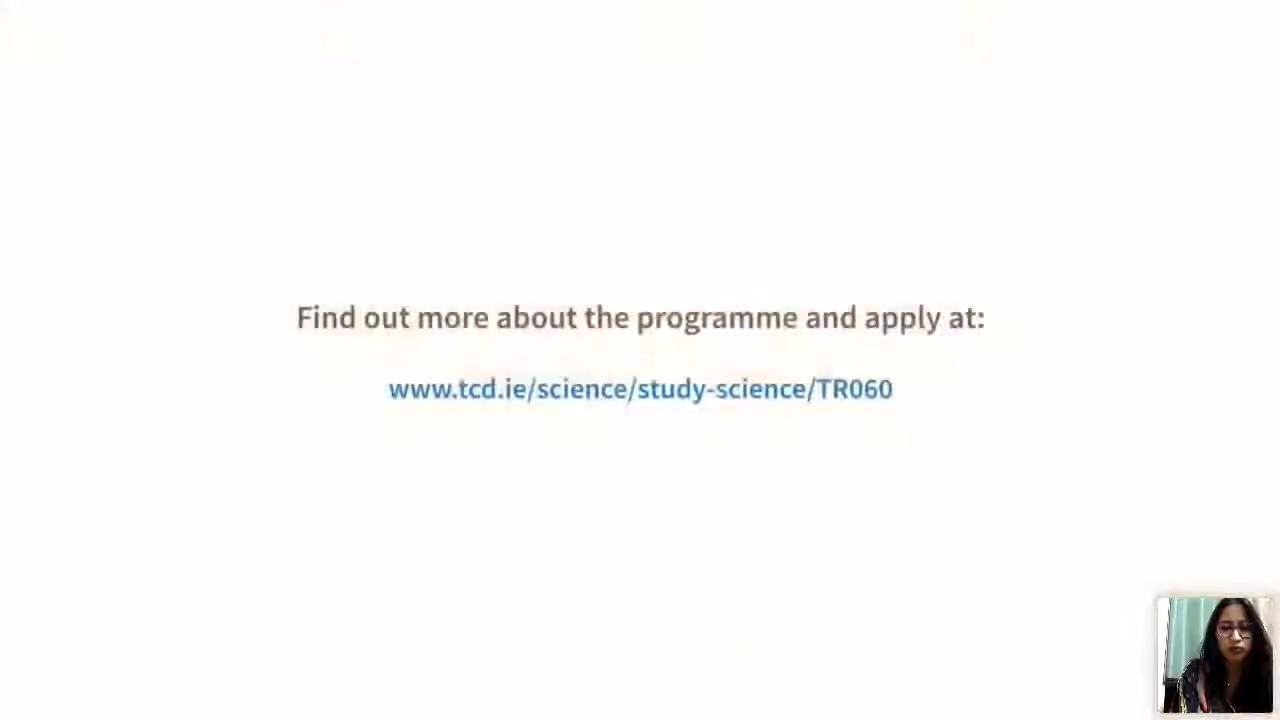 Find out more about the programme and apply at:
www.tcd.ie/science/study-science/TR060